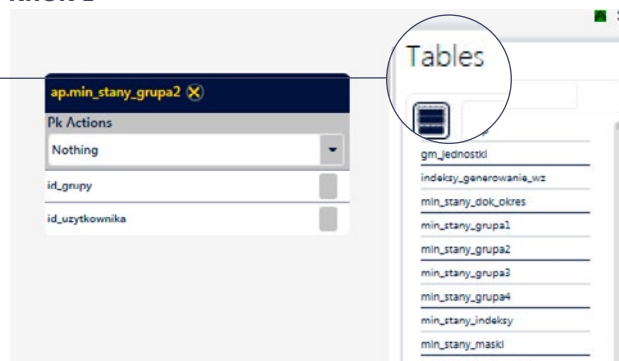 Tables
ap.min_stany_grupa2
Pk Actions
Nothing
id_grupy
id_uzytkownika
gm_jednostki
indeksy_generowanie_wz
min_stany_dok_okres
min_stany_grupa1
min_stany_grupa2
min_stany_grupa3
min_stany_grupa4
min_stany_indeksy
min_stany_maski